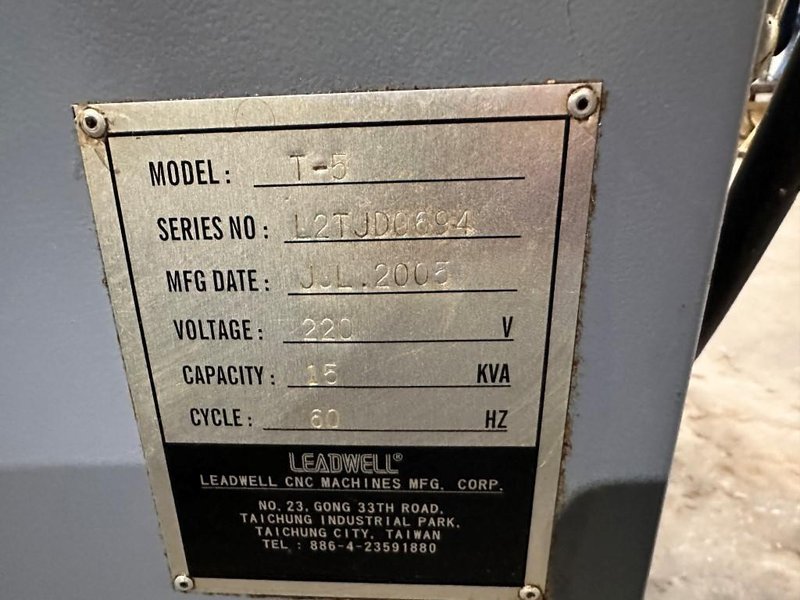 MODEL: T-5
SERIES NO: L2TJD0694
MFG DATE: JUL.2005
VOLTAGE: 220 V
CAPACITY: 15 KVA
CYCLE: 60 HZ
LEADWELL®
LEADWELL CNC MACHINES MFG. CORP.
NO. 23, GONG 33TH ROAD,
TAICHUNG INDUSTRIAL PARK,
TAICHUNG CITY, TAIWAN
TEL : 886-4-23591880